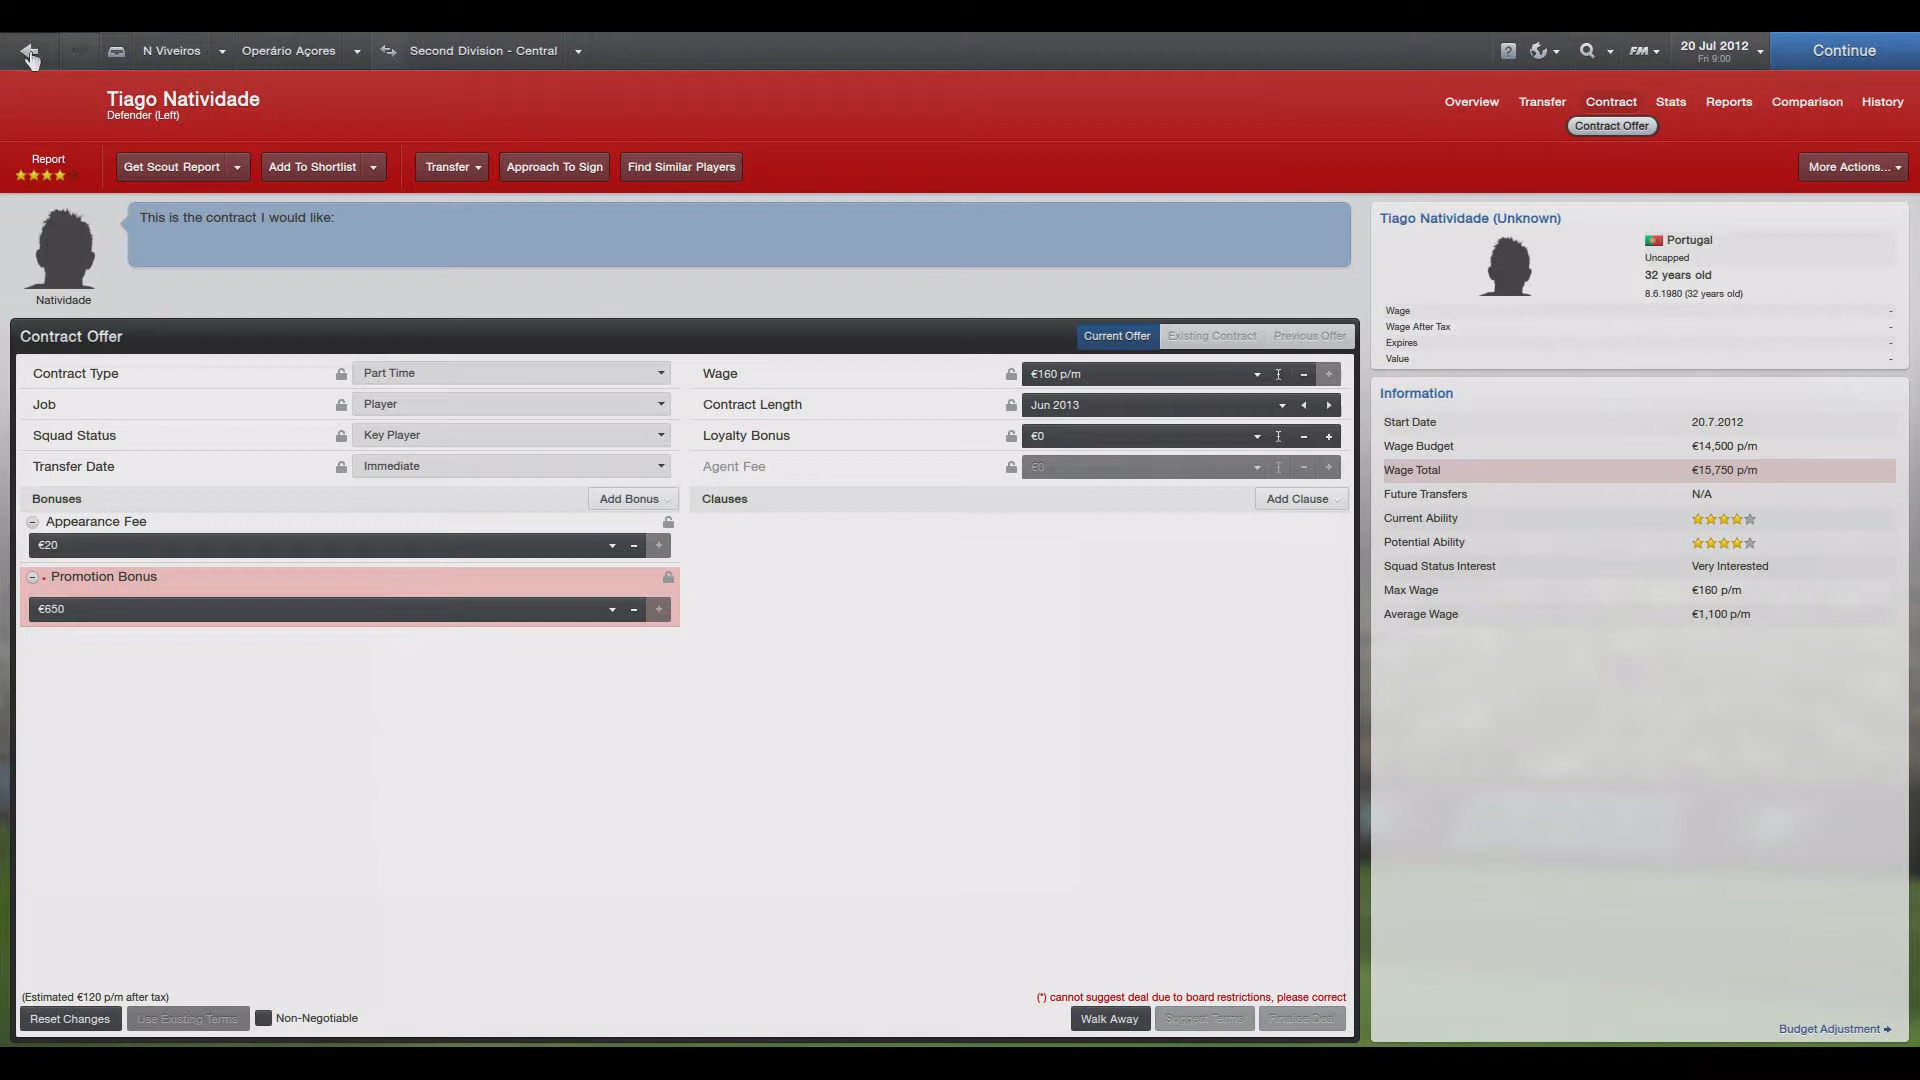 N Viveiros
Operário Açores
Second Division - Central
?
FM
20 Jul 2012
Fri 9:00
Continue
Tiago Natividade
Defender (Left)
Overview
Transfer
Contract
Stats
Reports
Comparison
History
Contract Offer
Report
Get Scout Report
Add To Shortlist
Transfer
Approach To Sign
Find Similar Players
More Actions...
This is the contract I would like:
Natividade
Tiago Natividade (Unknown)
Portugal
Uncapped
32 years old
8.6.1980 (32 years old)
Wage -
Wage After Tax -
Expires -
Value -
Contract Offer
Current Offer
Existing Contract
Previous Offer
Contract Type Part Time
Job Player
Squad Status Key Player
Transfer Date Immediate
Wage €160 p/m
Contract Length Jun 2013
Loyalty Bonus €0
Agent Fee €0
Bonuses
Add Bonus
Clauses
Add Clause
Appearance Fee
€20
Promotion Bonus
€650
Information
Start Date 20.7.2012
Wage Budget €14,500 p/m
Wage Total €15,750 p/m
Future Transfers N/A
Current Ability
Potential Ability
Squad Status Interest Very Interested
Max Wage €160 p/m
Average Wage €1,100 p/m
(Estimated €120 p/m after tax)
(*) cannot suggest deal due to board restrictions, please correct
Reset Changes
Use Existing Terms
Non-Negotiable
Walk Away
Suggest Terms
Finalise Deal
Budget Adjustment